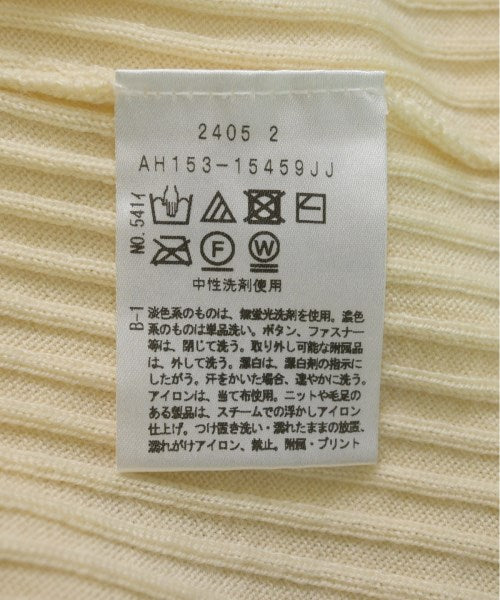 2405 2
AH153-15459JJ
NO.541イ
F W
中性洗剤使用
B-1
淡色系のものは、無蛍光洗剤を使用。濃色
系のものは単品洗い。ボタン、ファスナー
等は、閉じて洗う。取り外し可能な附属品
は、外して洗う。漂白は、漂白剤の指示に
したがう。汗をかいた場合、速やかに洗う。
アイロンは、当て布使用。ニットや毛足の
ある製品は、スチームでの浮かしアイロン
仕上げ。つけ置き洗い・濡れたままの放置、
濡れがけアイロン、禁止。附属・プリント